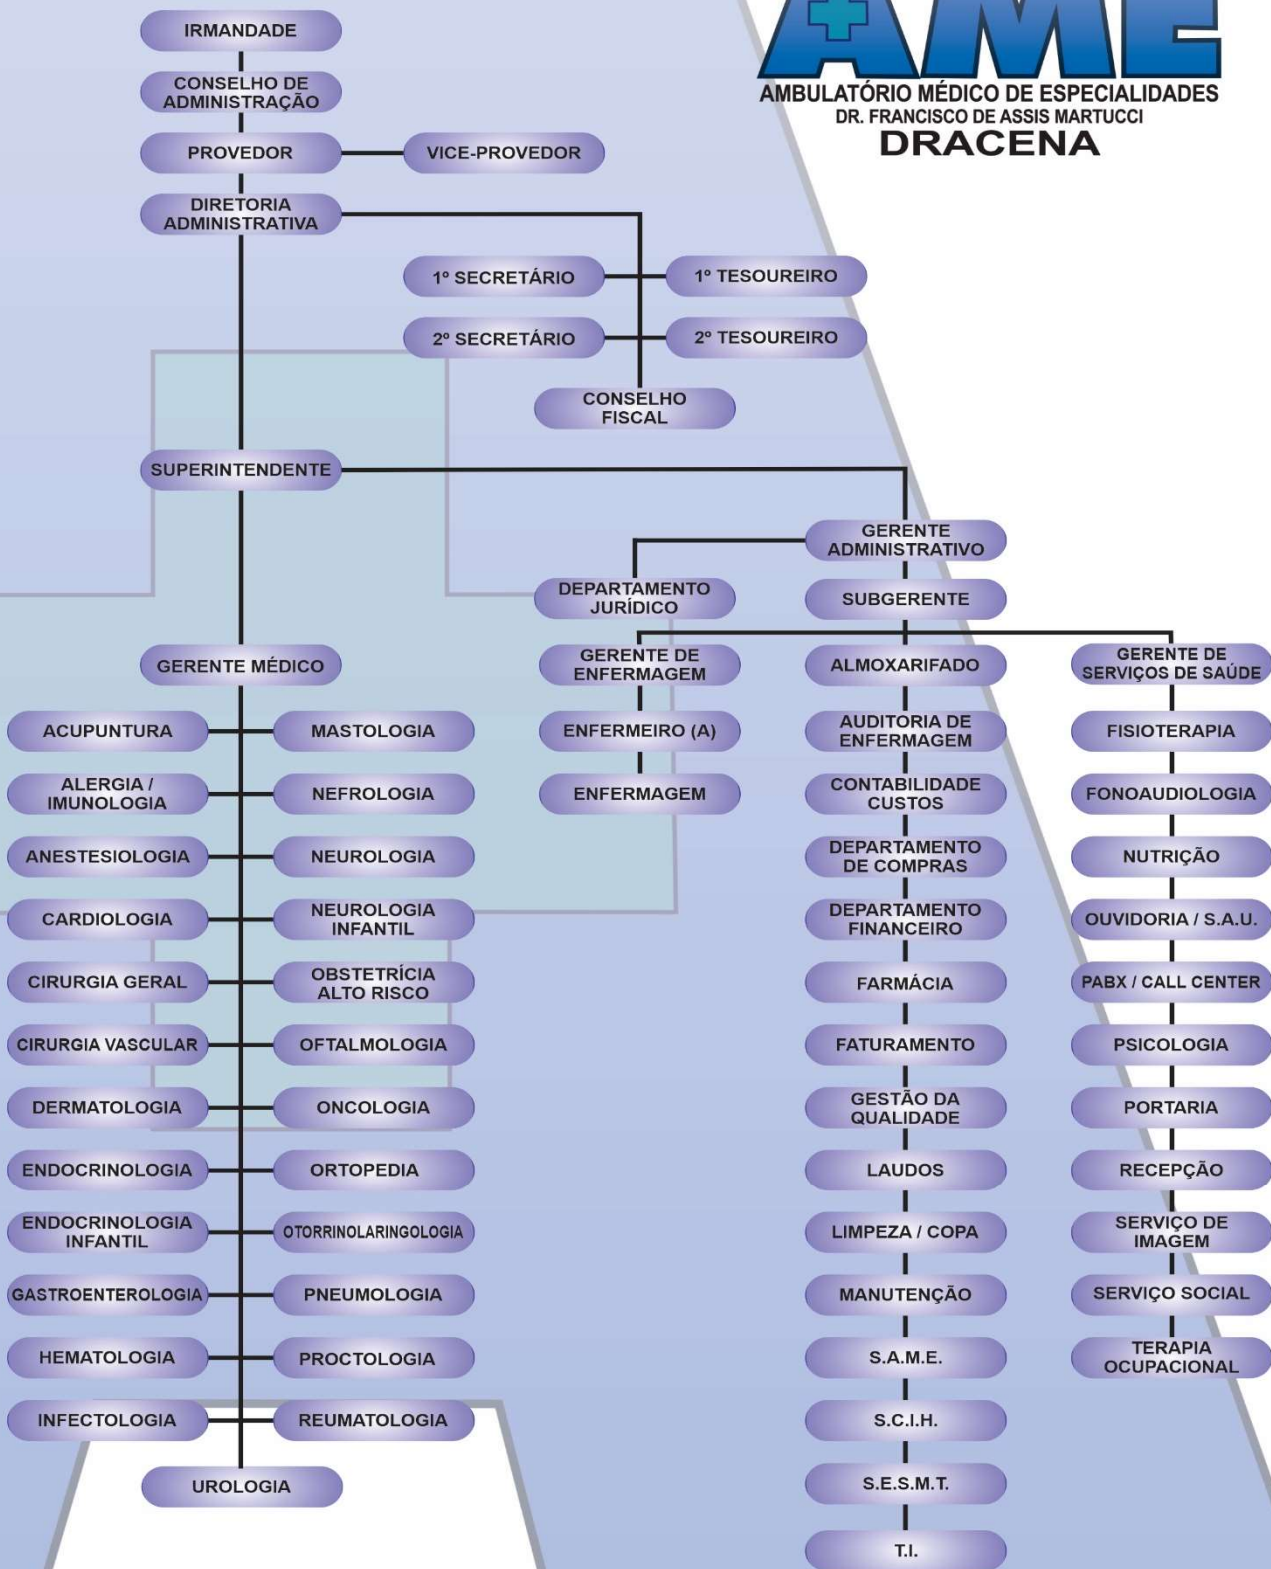 AME
AMBULATÓRIO MÉDICO DE ESPECIALIDADES
DR. FRANCISCO DE ASSIS MARTUCCI
DRACENA
IRMANDADE
CONSELHO DE
ADMINISTRAÇÃO
PROVEDOR
VICE-PROVEDOR
DIRETORIA
ADMINISTRATIVA
1º SECRETÁRIO
1º TESOUREIRO
2º SECRETÁRIO
2º TESOUREIRO
CONSELHO
FISCAL
SUPERINTENDENTE
GERENTE
ADMINISTRATIVO
DEPARTAMENTO
JURÍDICO
SUBGERENTE
GERENTE MÉDICO
ACUPUNTURA
MASTOLOGIA
ALERGIA /
IMUNOLOGIA
NEFROLOGIA
ANESTESIOLOGIA
NEUROLOGIA
CARDIOLOGIA
NEUROLOGIA
INFANTIL
CIRURGIA GERAL
OBSTETRÍCIA
ALTO RISCO
CIRURGIA VASCULAR
OFTALMOLOGIA
DERMATOLOGIA
ONCOLOGIA
ENDOCRINOLOGIA
ORTOPEDIA
ENDOCRINOLOGIA
INFANTIL
OTORRINOLARINGOLOGIA
GASTROENTEROLOGIA
PNEUMOLOGIA
HEMATOLOGIA
PROCTOLOGIA
INFECTOLOGIA
REUMATOLOGIA
UROLOGIA
GERENTE DE
ENFERMAGEM
ENFERMEIRO (A)
ENFERMAGEM
ALMOXARIFADO
AUDITORIA DE
ENFERMAGEM
CONTABILIDADE
CUSTOS
DEPARTAMENTO
DE COMPRAS
DEPARTAMENTO
FINANCEIRO
FARMÁCIA
FATURAMENTO
GESTÃO DA
QUALIDADE
LAUDOS
LIMPEZA / COPA
MANUTENÇÃO
S.A.M.E.
S.C.I.H.
S.E.S.M.T.
T.I.
GERENTE DE
SERVIÇOS DE SAÚDE
FISIOTERAPIA
FONOAUDIOLOGIA
NUTRIÇÃO
OUVIDORIA / S.A.U.
PABX / CALL CENTER
PSICOLOGIA
PORTARIA
RECEPÇÃO
SERVIÇO DE
IMAGEM
SERVIÇO SOCIAL
TERAPIA
OCUPACIONAL